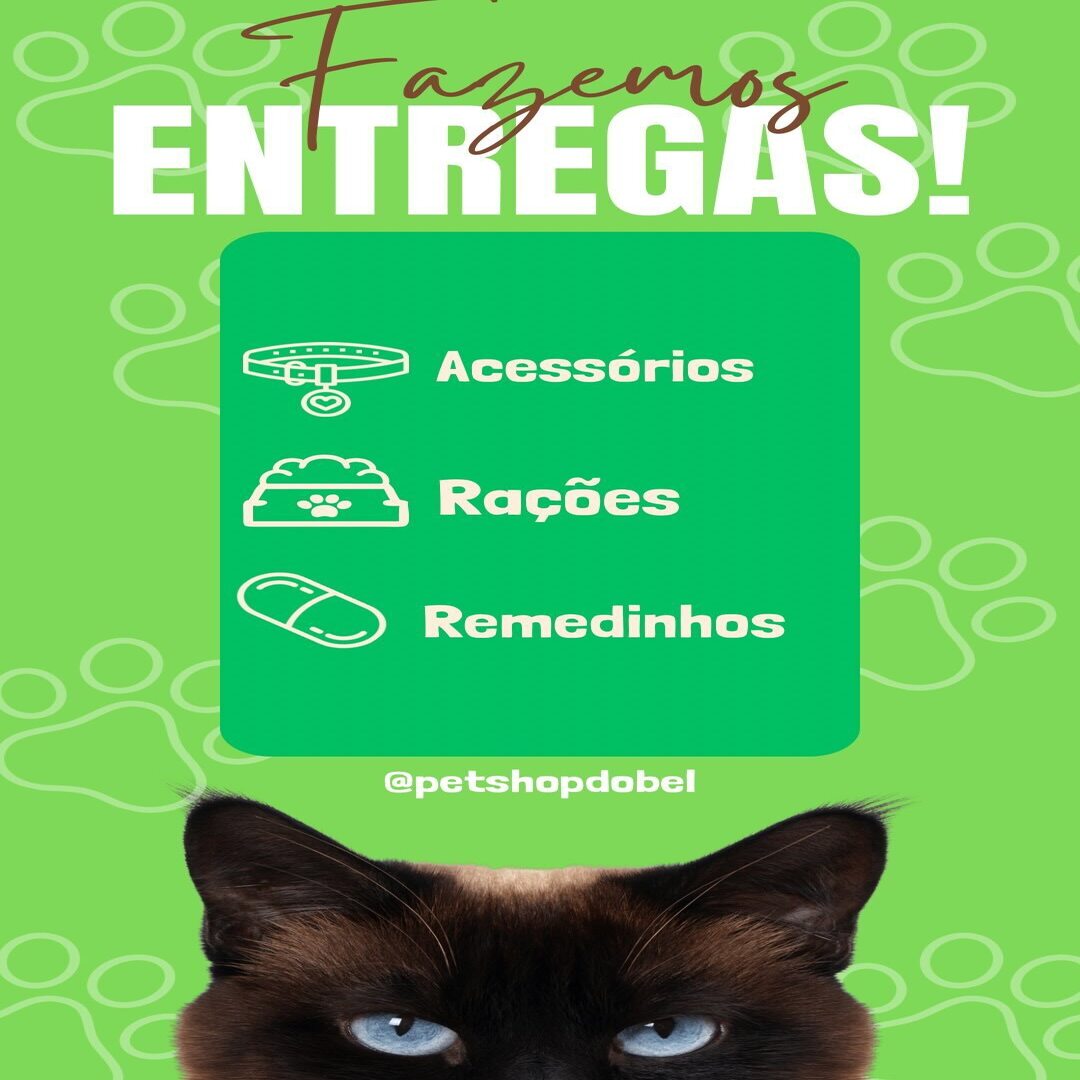 Fazemos
ENTREGAS!
Acessórios
Rações
Remedinhos
@petshopdobel